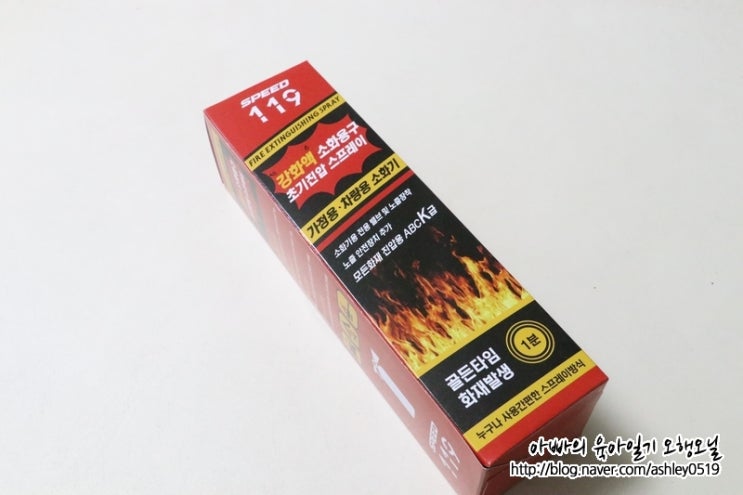 SPEED
119
FIRE EXTINGUISHING SPRAY
강화액 소화용구
초기진압 스프레이
가정용·차량용 소화기
소화기용 전용 밸브 및 노즐장착
노즐 안전장치 추가
모든화재 진압용 ABCK급
골든타임
화재발생
1분
누구나 사용간편한 스프레이방식
아빠의 육아일기 오행오닐
http://blog.naver.com/ashley0519